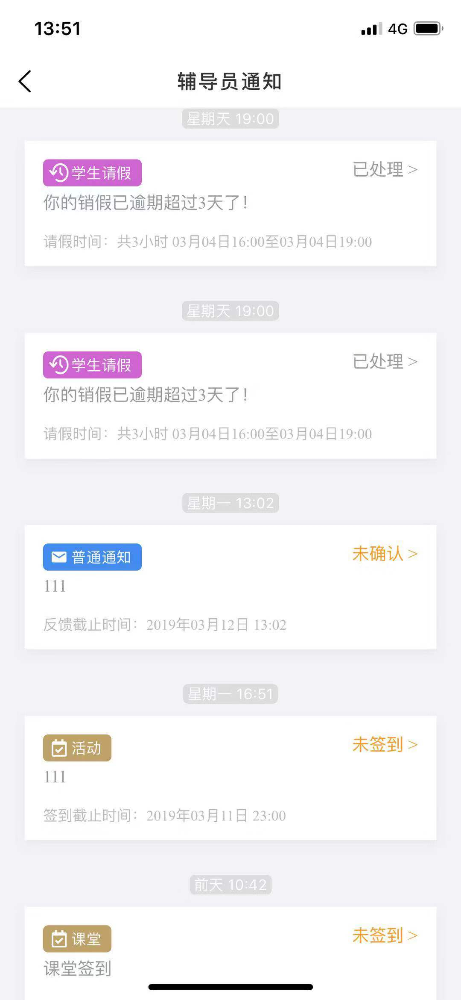 13:51
4G
辅导员通知
星期天 19:00
学生请假
已处理 >
你的销假已逾期超过3天了!
请假时间：共3小时 03月04日16:00至03月04日19:00
星期天 19:00
学生请假
已处理 >
你的销假已逾期超过3天了!
请假时间：共3小时 03月04日16:00至03月04日19:00
星期一 13:02
普通通知
未确认 >
111
反馈截止时间：2019年03月12日 13:02
星期一 16:51
活动
未签到 >
111
签到截止时间：2019年03月11日 23:00
前天 10:42
课堂
未签到 >
课堂签到